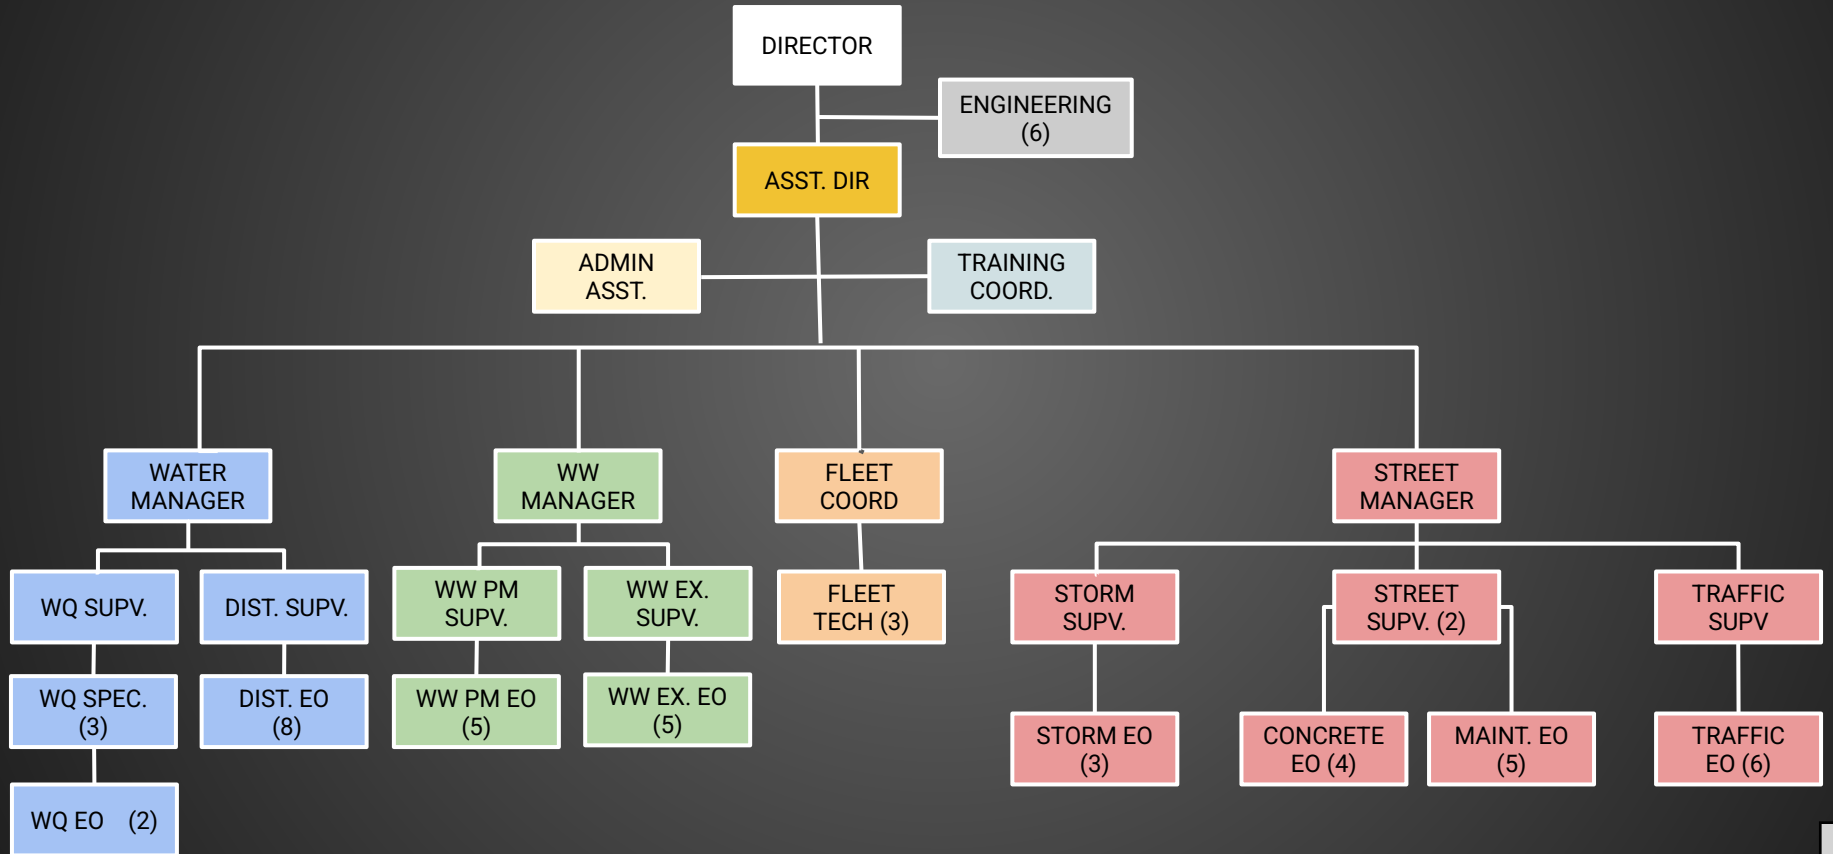 DIRECTOR
ENGINEERING
(6)
ASST. DIR
ADMIN
ASST.
TRAINING
COORD.
WATER
MANAGER
WW
MANAGER
FLEET
COORD
STREET
MANAGER
WQ SUPV.
DIST. SUPV.
WW PM
SUPV.
WW EX.
SUPV.
FLEET
TECH (3)
STORM
SUPV.
STREET
SUPV. (2)
TRAFFIC
SUPV
WQ SPEC.
(3)
DIST. EO
(8)
WW PM EO
(5)
WW EX. EO
(5)
STORM EO
(3)
CONCRETE
EO (4)
MAINT. EO
(5)
TRAFFIC
EO (6)
WQ EO (2)